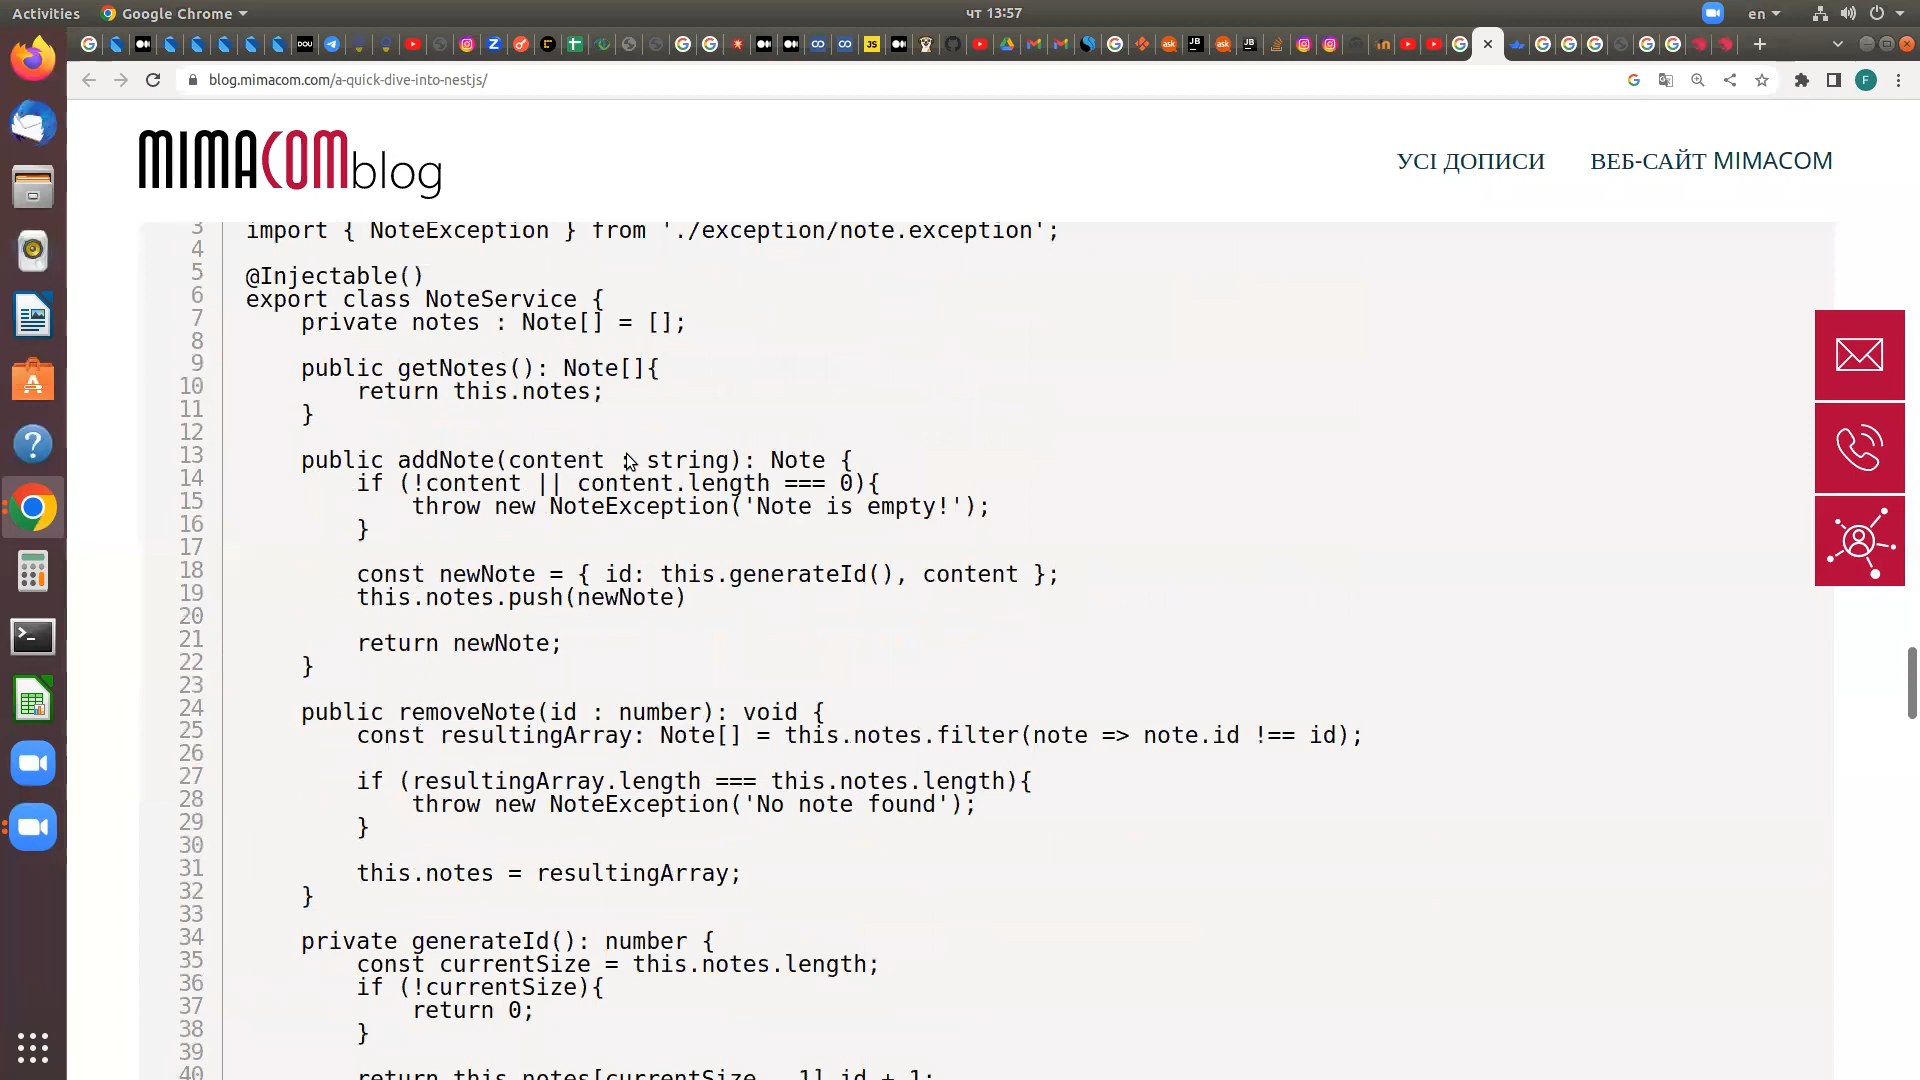 Activities
Google Chrome
чт 13:57
en
blog.mimacom.com/a-quick-dive-into-nestjs/
F
MIMACOM blog
УСІ ДОПИСИ
ВЕБ-САЙТ MIMACOM
3 import { NoteException } from './exception/note.exception';
4
5 @Injectable()
6 export class NoteService {
7 private notes : Note[] = [];
8
9 public getNotes(): Note[]{
10 return this.notes;
11 }
12
13 public addNote(content : string): Note {
14 if (!content || content.length === 0){
15 throw new NoteException('Note is empty!');
16 }
17
18 const newNote = { id: this.generateId(), content };
19 this.notes.push(newNote)
20
21 return newNote;
22 }
23
24 public removeNote(id : number): void {
25 const resultingArray: Note[] = this.notes.filter(note => note.id !== id);
26
27 if (resultingArray.length === this.notes.length){
28 throw new NoteException('No note found');
29 }
30
31 this.notes = resultingArray;
32 }
33
34 private generateId(): number {
35 const currentSize = this.notes.length;
36 if (!currentSize){
37 return 0;
38 }
39
40 return this.notes[currentSize - 1].id + 1;